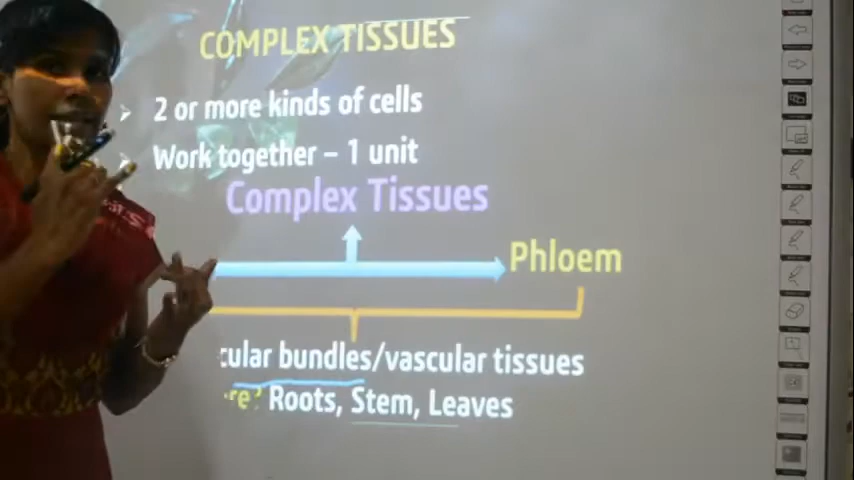 COMPLEX TISSUES
2 or more kinds of cells
Work together – 1 unit
Complex Tissues
Phloem
cular bundles/vascular tissues
re? Roots, Stem, Leaves